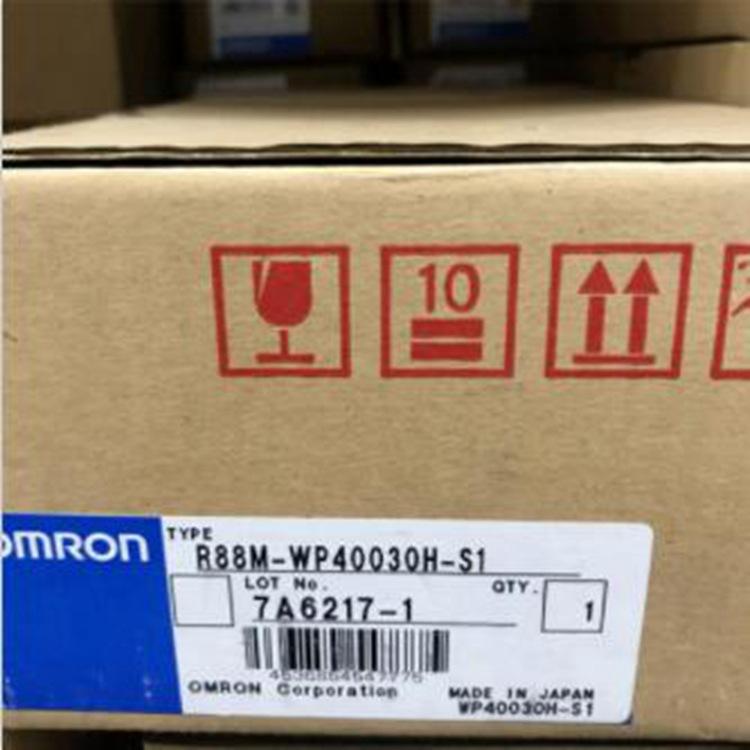 10
OMRON
TYPE
R88M-WP40030H-S1
LOT No.
QTY.
7A6217-1
1
OMRON Corporation
MADE IN JAPAN
WP40030H-S1